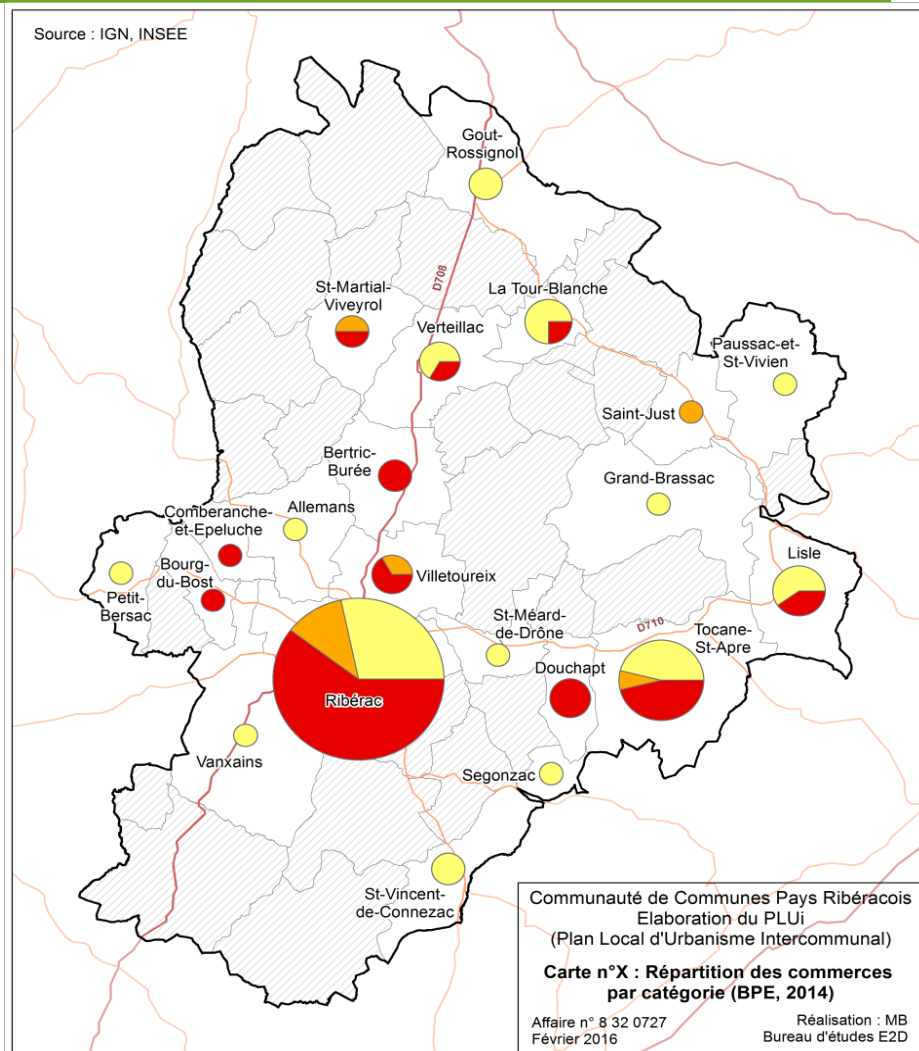 Source : IGN, INSEE
Gout-
Rossignol
D708
St-Martial-
Viveyrol
La Tour-Blanche
Verteillac
Paussac-et-
St-Vivien
Saint-Just
Bertric-
Burée
Grand-Brassac
Comberanche-
et-Epeluche
Allemans
Lisle
Bourg-
du-Bost
Villetoureix
Petit-
Bersac
St-Méard-
de-Drône
D710
Tocane-
St-Apre
Douchapt
Ribérac
Vanxains
Segonzac
St-Vincent-
de-Connezac
Communauté de Communes Pays Ribéracois
Elaboration du PLUi
(Plan Local d'Urbanisme Intercommunal)
Carte n°X : Répartition des commerces
par catégorie (BPE, 2014)
Affaire n° 8 32 0727
Février 2016
Réalisation : MB
Bureau d'études E2D